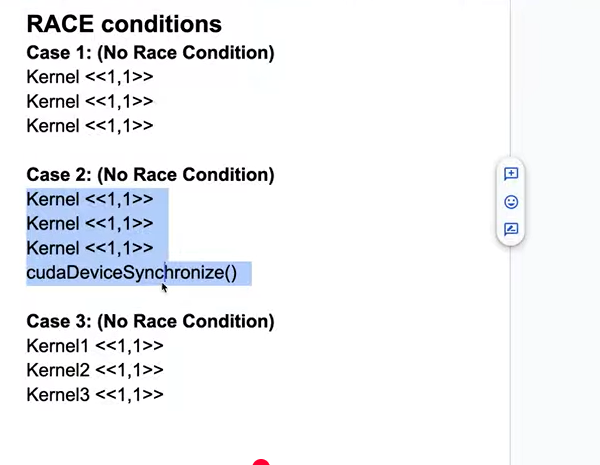 RACE conditions
Case 1: (No Race Condition)
Kernel <<1,1>>
Kernel <<1,1>>
Kernel <<1,1>>
Case 2: (No Race Condition)
Kernel <<1,1>>
Kernel <<1,1>>
Kernel <<1,1>>
cudaDeviceSynchronize()
Case 3: (No Race Condition)
Kernel1 <<1,1>>
Kernel2 <<1,1>>
Kernel3 <<1,1>>